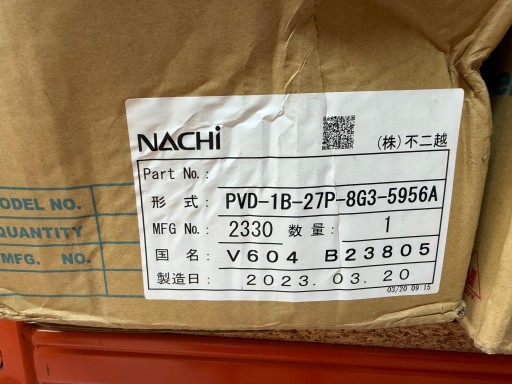 NACHi
(株)不二越
Part No.:
形 式: PVD-1B-27P-8G3-5956A
MFG No.: 2330 数量: 1
国 名: V604 B23805
製造日: 2023.03.20
03/20 09:15
MODEL NO.
QUANTITY
MFG. NO.